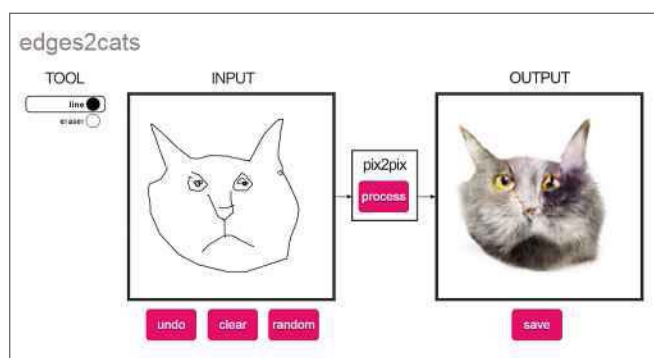 edges2cats
TOOL
line
eraser
INPUT
undo
clear
random
pix2pix
process
OUTPUT
save